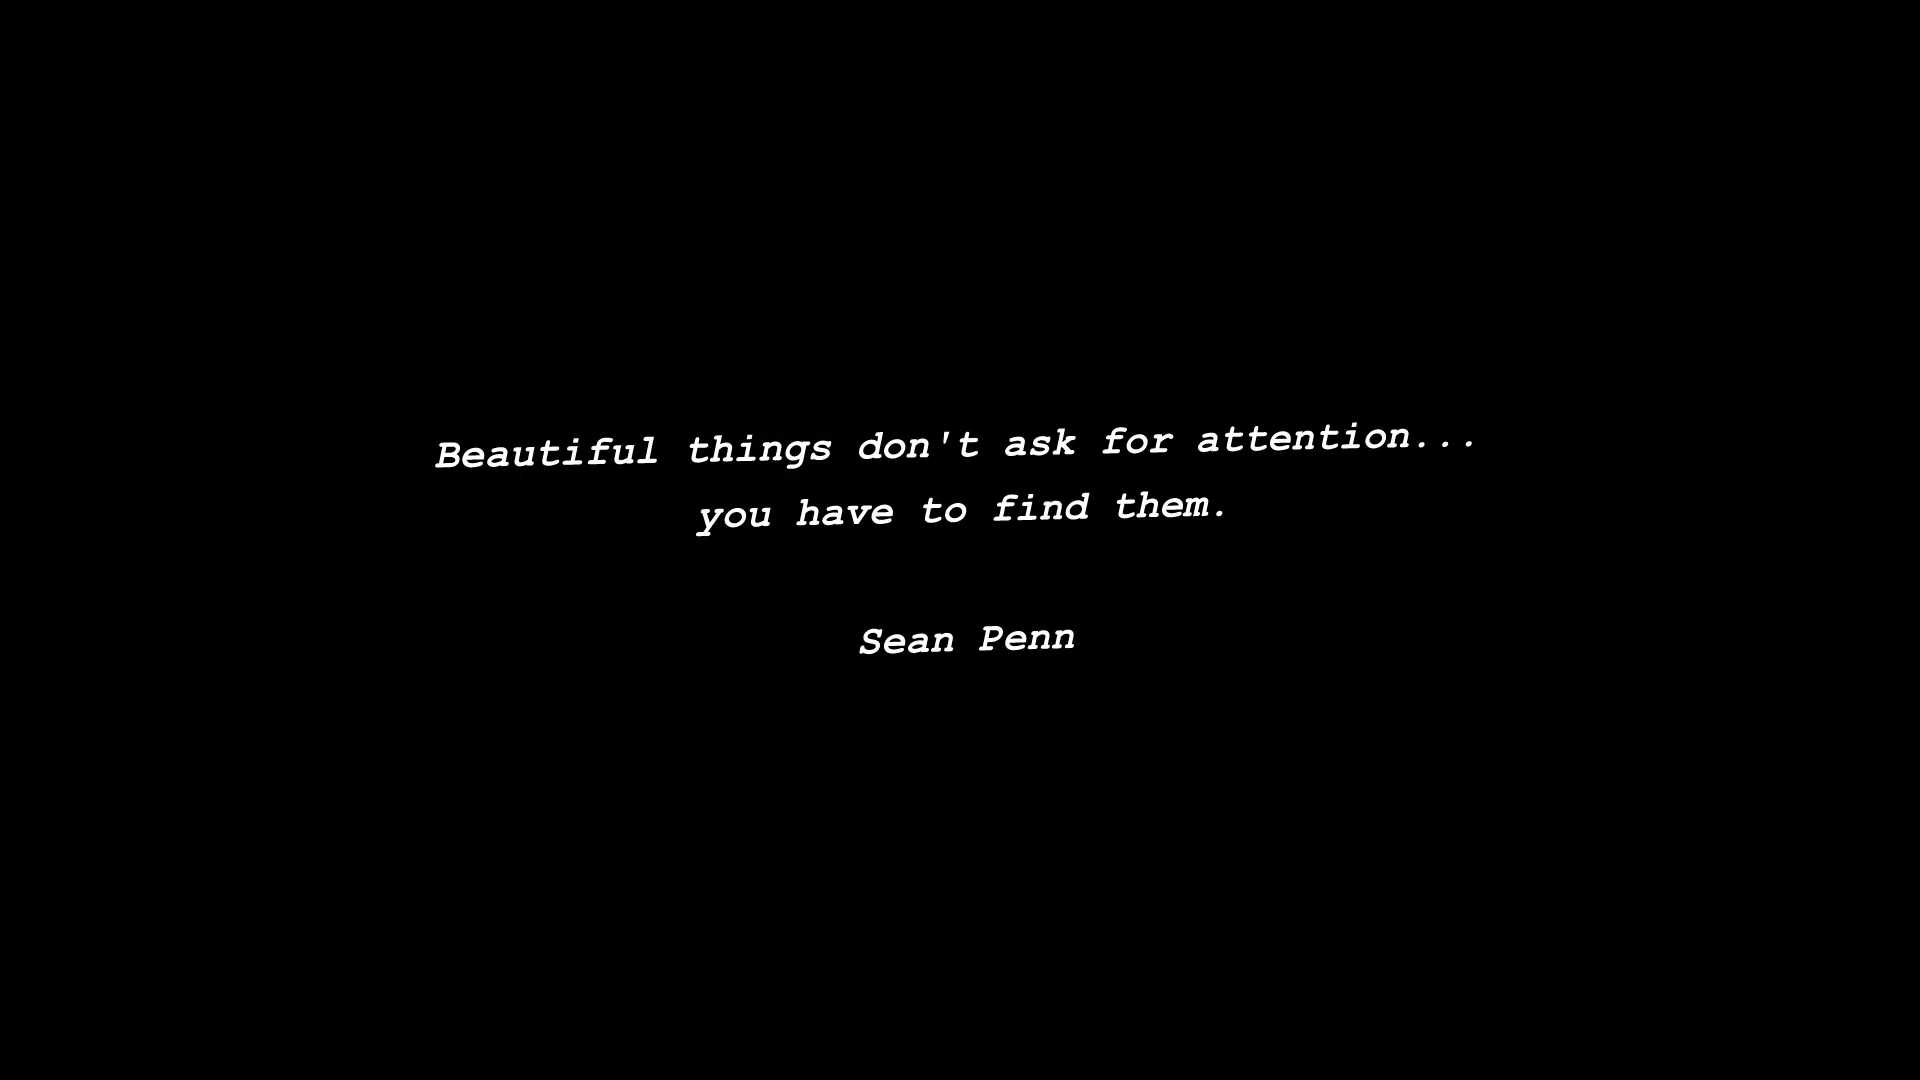 Beautiful things don't ask for attention...
you have to find them.
Sean Penn